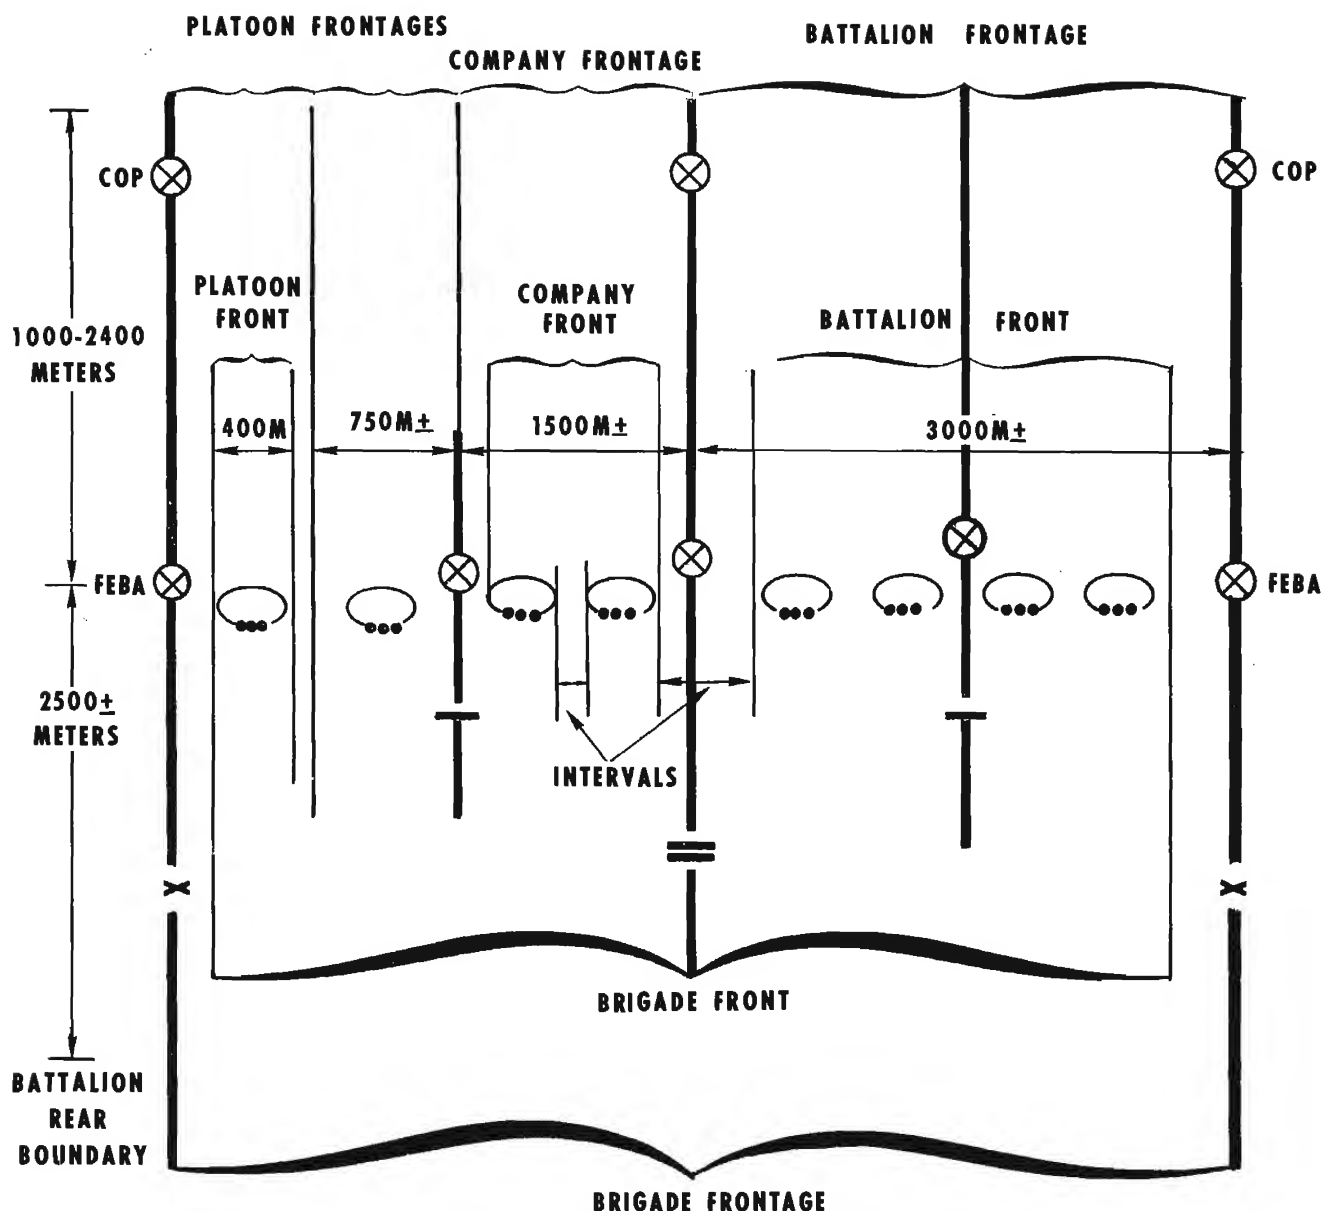 PLATOON FRONTAGES
BATTALION FRONTAGE
COMPANY FRONTAGE
COP
COP
PLATOON
FRONT
COMPANY
FRONT
BATTALION FRONT
1000-2400
METERS
400M
750M±
1500M±
3000M±
FEBA
FEBA
2500±
METERS
INTERVALS
X
X
BRIGADE FRONT
BATTALION
REAR
BOUNDARY
BRIGADE FRONTAGE